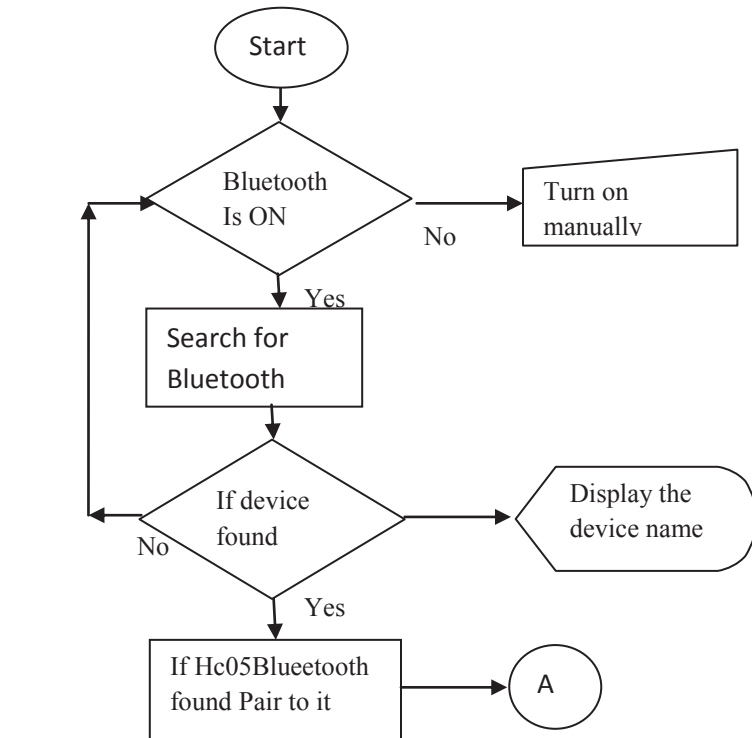 Start
Bluetooth
Is ON
No
Turn on
manually
Yes
Search for
Bluetooth
If device
found
No
Display the
device name
Yes
If Hc05Blueetooth
found Pair to it
A